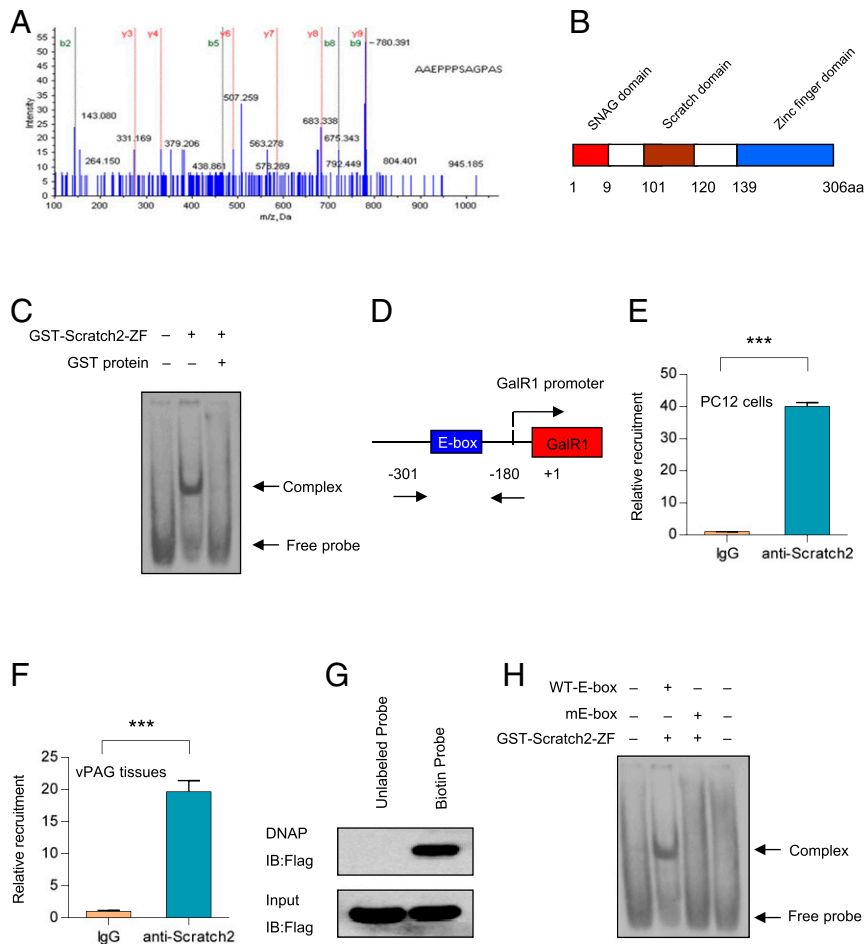 A
55
50
45
40
35
30
25
20
15
10
5
0
Intensity
b2
y3
y4
b5
y6
y7
y8
b8
b9
y9
780.391
AAEPPPSAGPAS
143.080
507.259
683.338
331.169
379.206
563.278
675.343
264.150
438.861
578.289
792.449
804.401
945.185
100
200
300
400
500
600
700
800
900
1000
m/z, Da
B
SNAG domain
Scratch domain
Zinc finger domain
1
9
101
120
139
306aa
C
GST-Scratch2-ZF – + +
GST protein – – +
Complex
Free probe
D
GalR1 promoter
E-box
GalR1
-301
-180
+1
E
***
PC12 cells
Relative recruitment
50
40
30
20
10
0
IgG
anti-Scratch2
F
***
vPAG tissues
Relative recruitment
25
20
15
10
5
0
IgG
anti-Scratch2
G
Unlabeled Probe
Biotin Probe
DNAP
IB:Flag
Input
IB:Flag
H
WT-E-box – + – –
mE-box – – + –
GST-Scratch2-ZF – + + –
Complex
Free probe